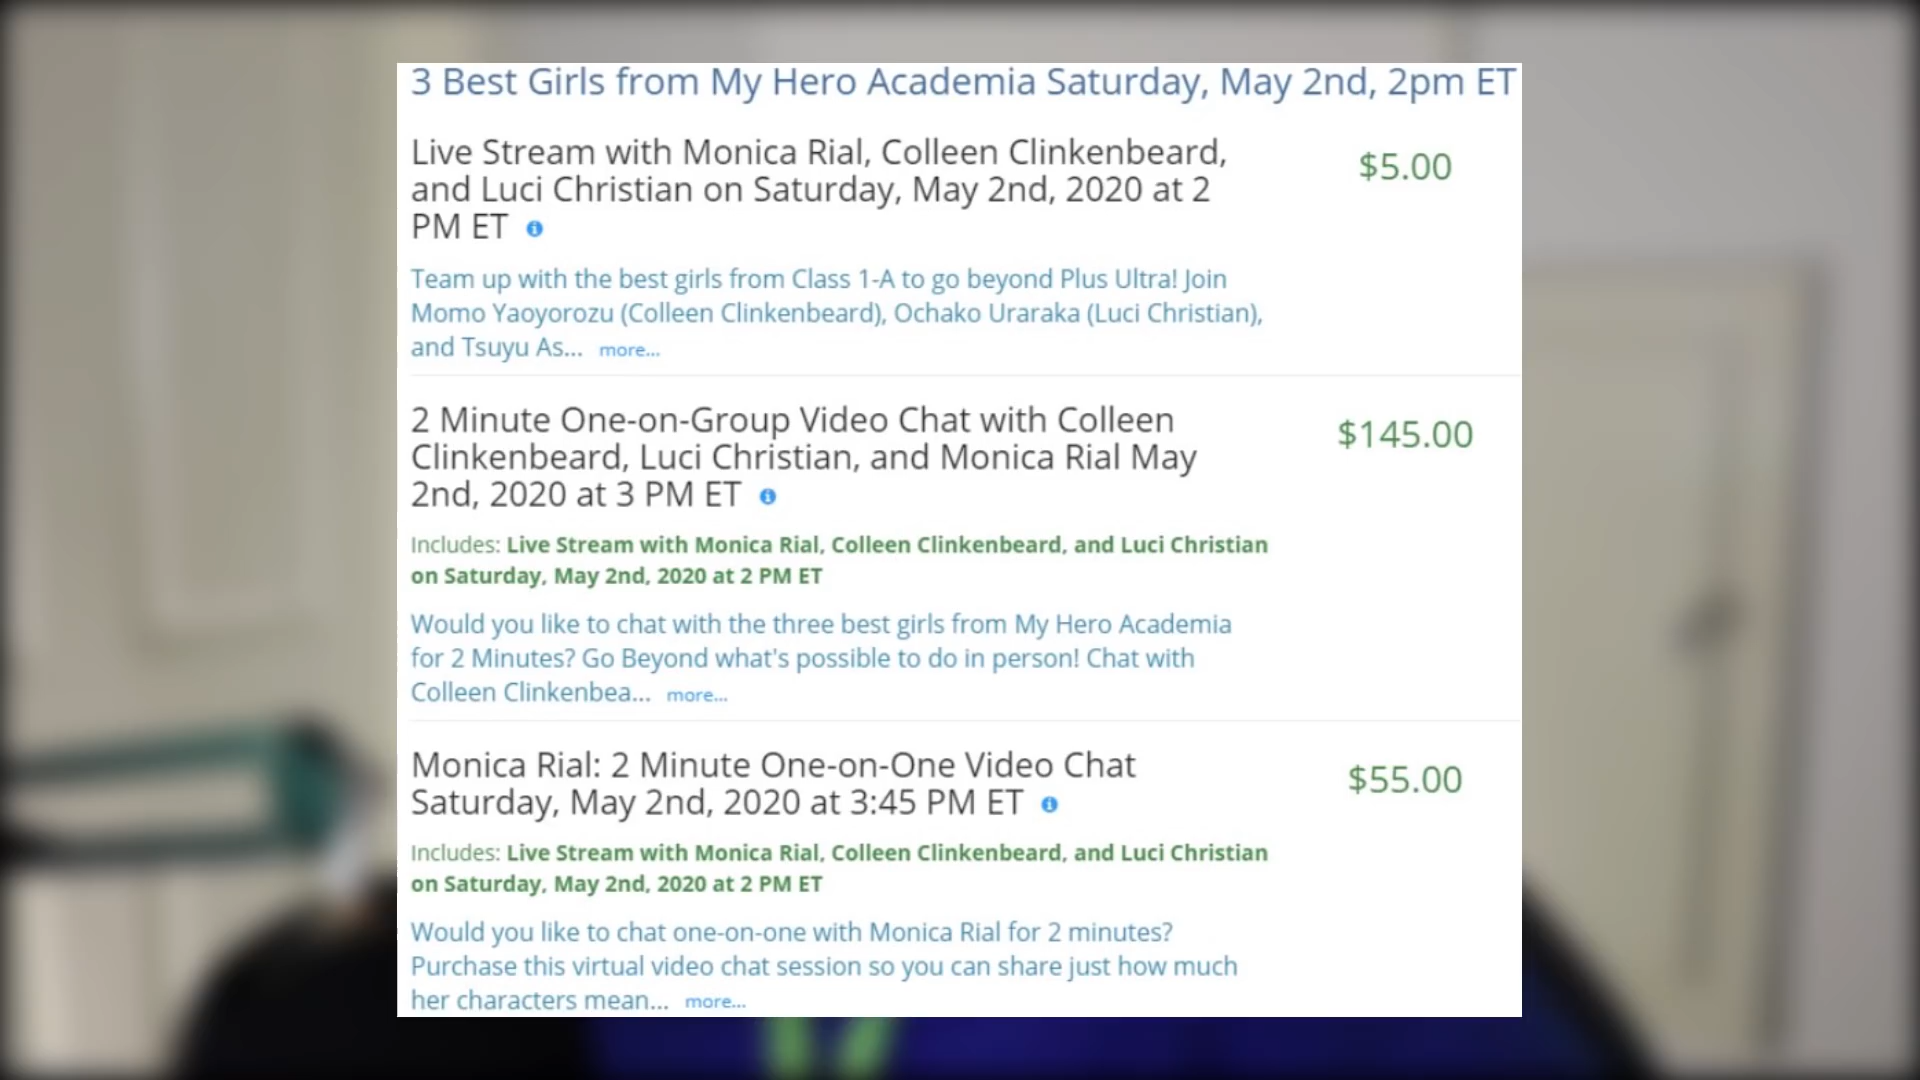 3 Best Girls from My Hero Academia Saturday, May 2nd, 2pm ET
Live Stream with Monica Rial, Colleen Clinkenbeard,
and Luci Christian on Saturday, May 2nd, 2020 at 2
PM ET
$5.00
Team up with the best girls from Class 1-A to go beyond Plus Ultra! Join
Momo Yaoyorozu (Colleen Clinkenbeard), Ochako Uraraka (Luci Christian),
and Tsuyu As... more...
2 Minute One-on-Group Video Chat with Colleen
Clinkenbeard, Luci Christian, and Monica Rial May
2nd, 2020 at 3 PM ET
$145.00
Includes: Live Stream with Monica Rial, Colleen Clinkenbeard, and Luci Christian
on Saturday, May 2nd, 2020 at 2 PM ET
Would you like to chat with the three best girls from My Hero Academia
for 2 Minutes? Go Beyond what's possible to do in person! Chat with
Colleen Clinkenbea... more...
Monica Rial: 2 Minute One-on-One Video Chat
Saturday, May 2nd, 2020 at 3:45 PM ET
$55.00
Includes: Live Stream with Monica Rial, Colleen Clinkenbeard, and Luci Christian
on Saturday, May 2nd, 2020 at 2 PM ET
Would you like to chat one-on-one with Monica Rial for 2 minutes?
Purchase this virtual video chat session so you can share just how much
her characters mean... more...